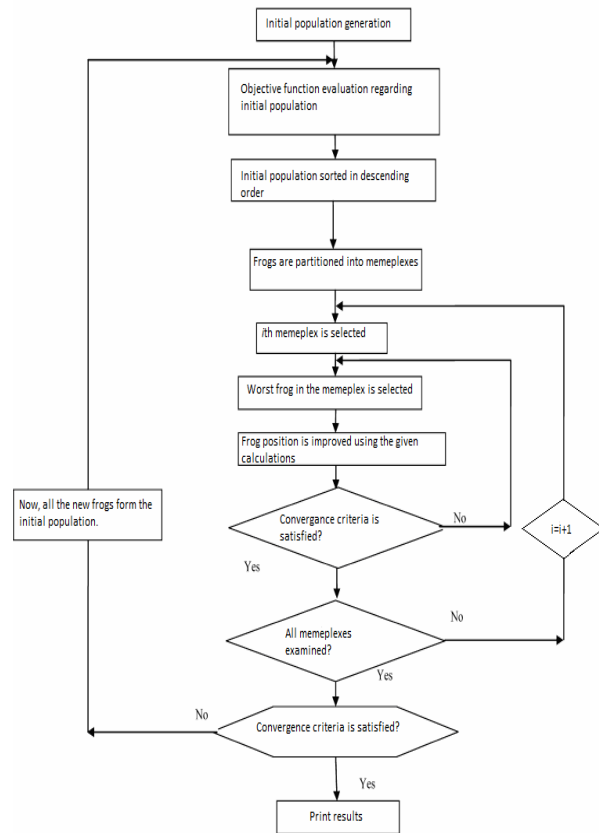 Initial population generation
Objective function evaluation regarding
initial population
Initial population sorted in descending
order
Frogs are partitioned into memeplexes
ith memeplex is selected
Worst frog in the memeplex is selected
Frog position is improved using the given
calculations
Now, all the new frogs form the
initial population.
Convergance criteria is
satisfied?
No
i=i+1
Yes
All memeplexes
examined?
No
Yes
No
Convergence criteria is satisfied?
Yes
Print results